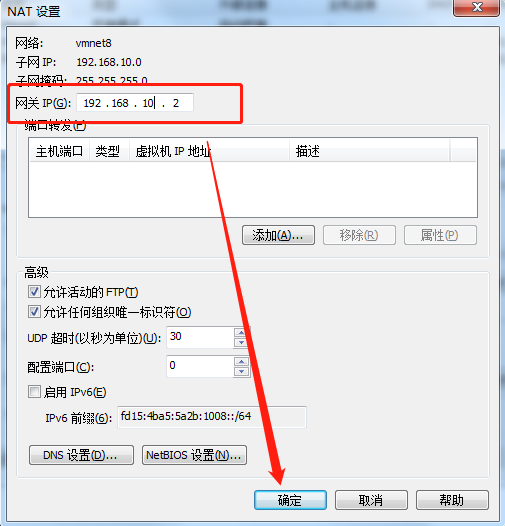 NAT 设置
网络: vmnet8
子网 IP: 192.168.10.0
子网掩码: 255.255.255.0
网关 IP(G): 192 . 168 . 10 . 2
端口转发(F)
主机端口 类型 虚拟机 IP 地址 描述
添加(A)... 移除(R) 属性(P)
高级
允许活动的 FTP(T)
允许任何组织唯一标识符(O)
UDP 超时(以秒为单位)(U): 30
配置端口(C): 0
启用 IPv6(E)
IPv6 前缀(6): fd15:4ba5:5a2b:1008::/64
DNS 设置(D)... NetBIOS 设置(N)...
确定 取消 帮助